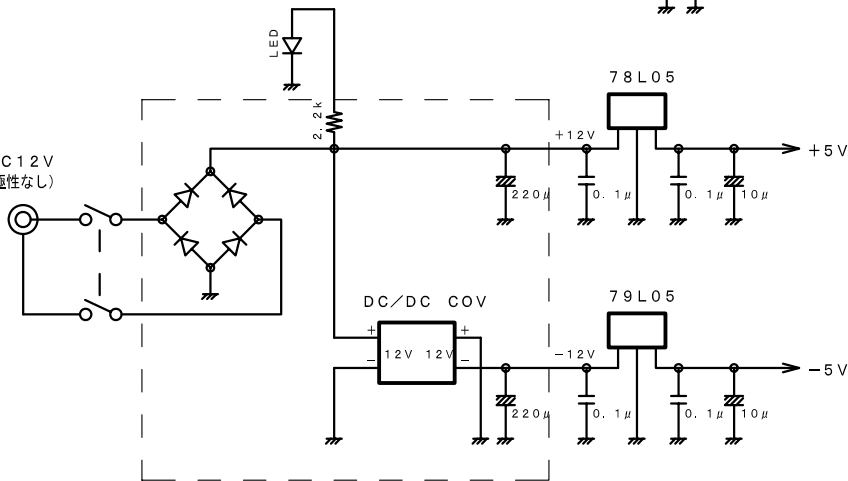 LED
2.2k
78L05
+12V
+5V
C12V
極性なし)
220μ
0.1μ
0.1μ
10μ
DC/DC COV
79L05
+
+
12V
12V
−
−
−12V
−5V
220μ
0.1μ
0.1μ
10μ